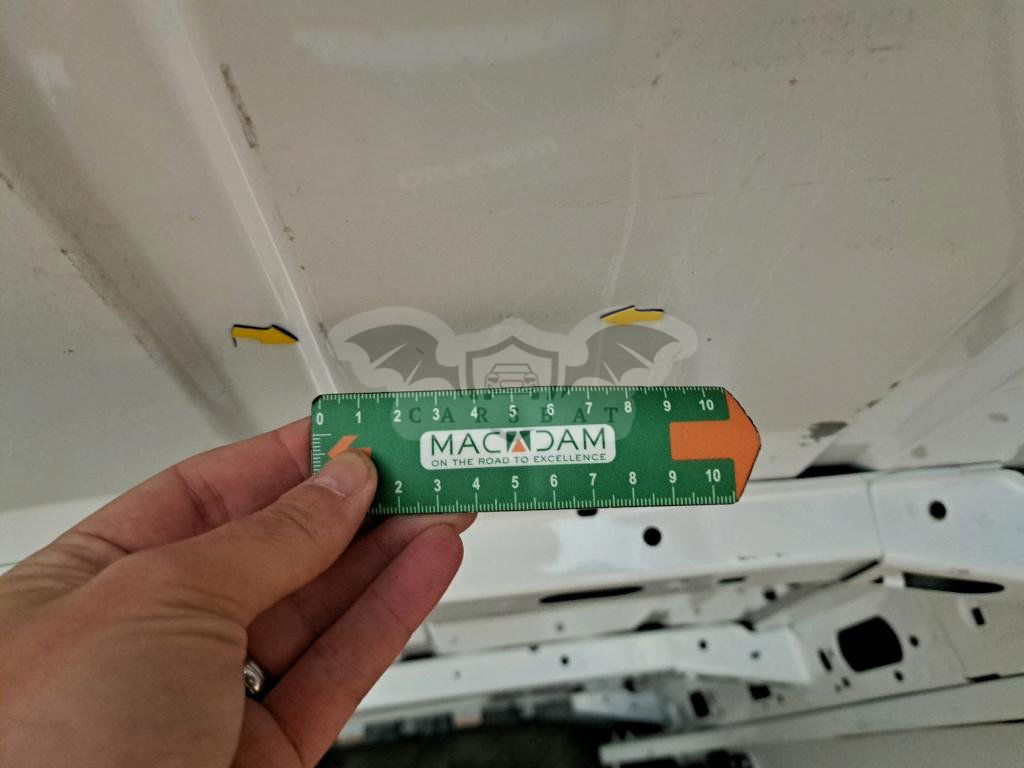 0 1 2 3 4 5 6 7 8 9 10
CARSBAT
MACADAM
ON THE ROAD TO EXCELLENCE
2 3 4 5 6 7 8 9 10